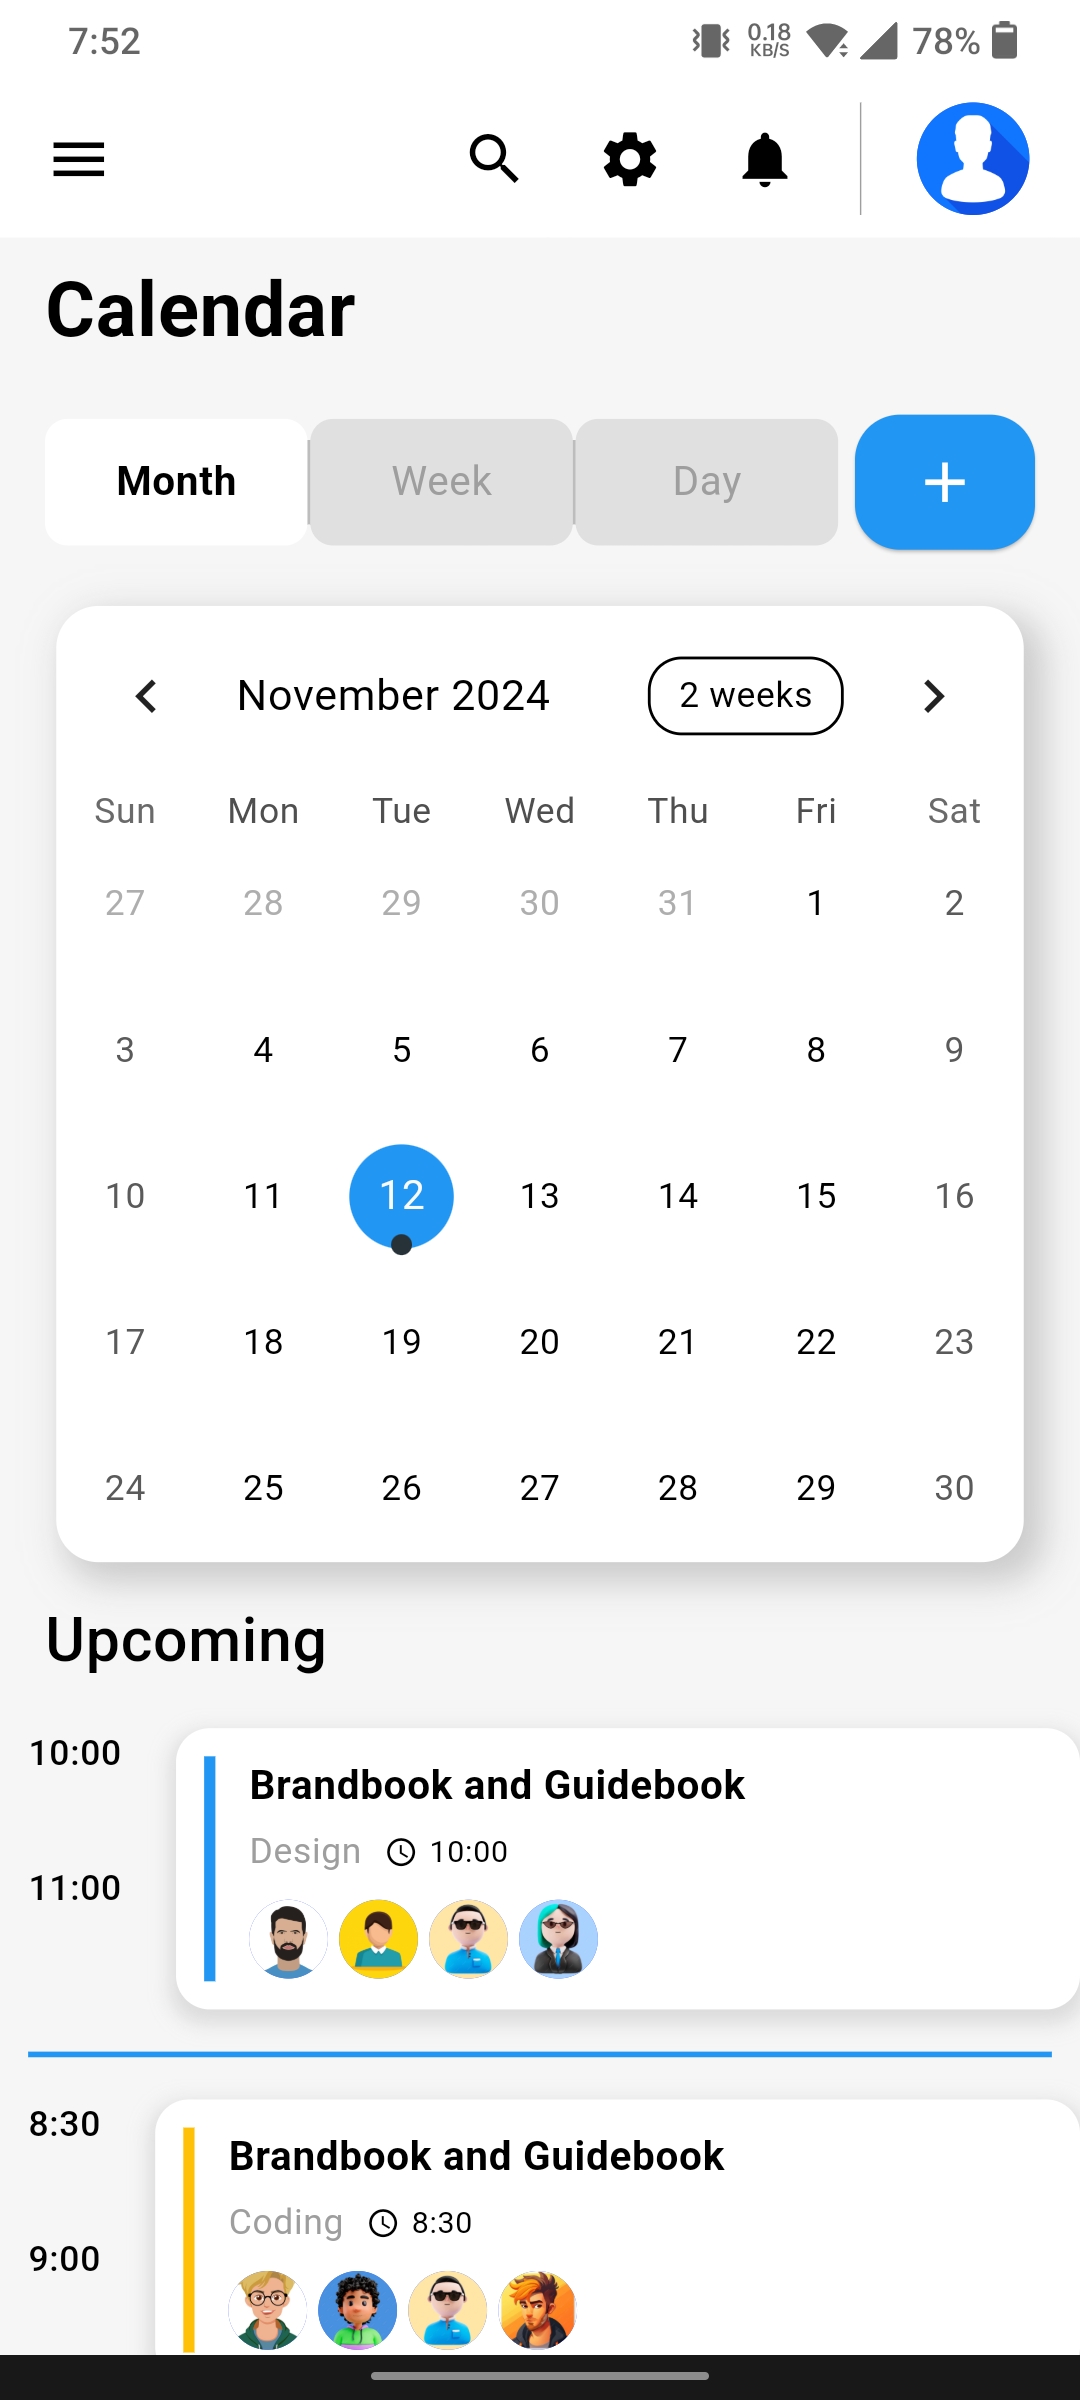 7:52 0.18 KB/S 78%
Calendar
Month Week Day +
November 2024 2 weeks
Sun Mon Tue Wed Thu Fri Sat
27 28 29 30 31 1 2
3 4 5 6 7 8 9
10 11 12 13 14 15 16
17 18 19 20 21 22 23
24 25 26 27 28 29 30
Upcoming
10:00
Brandbook and Guidebook
Design 10:00
11:00
8:30
Brandbook and Guidebook
Coding 8:30
9:00